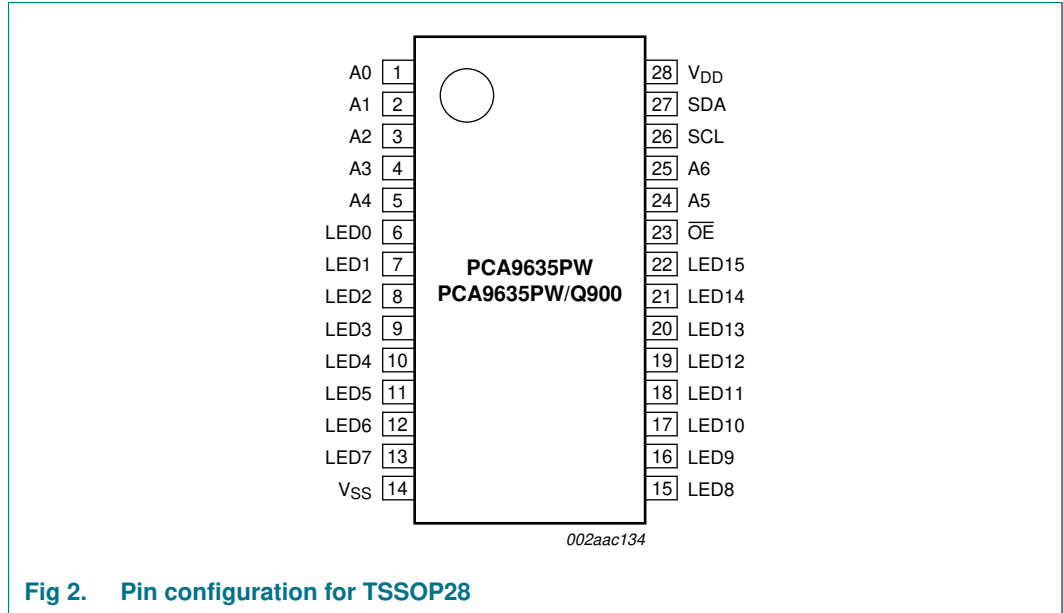 A0 1 28 VDD
A1 2 27 SDA
A2 3 26 SCL
A3 4 25 A6
A4 5 24 A5
LED0 6 23 O̅E̅
LED1 7 PCA9635PW 22 LED15
LED2 8 PCA9635PW/Q900 21 LED14
LED3 9 20 LED13
LED4 10 19 LED12
LED5 11 18 LED11
LED6 12 17 LED10
LED7 13 16 LED9
VSS 14 15 LED8
002aac134
Fig 2. Pin configuration for TSSOP28